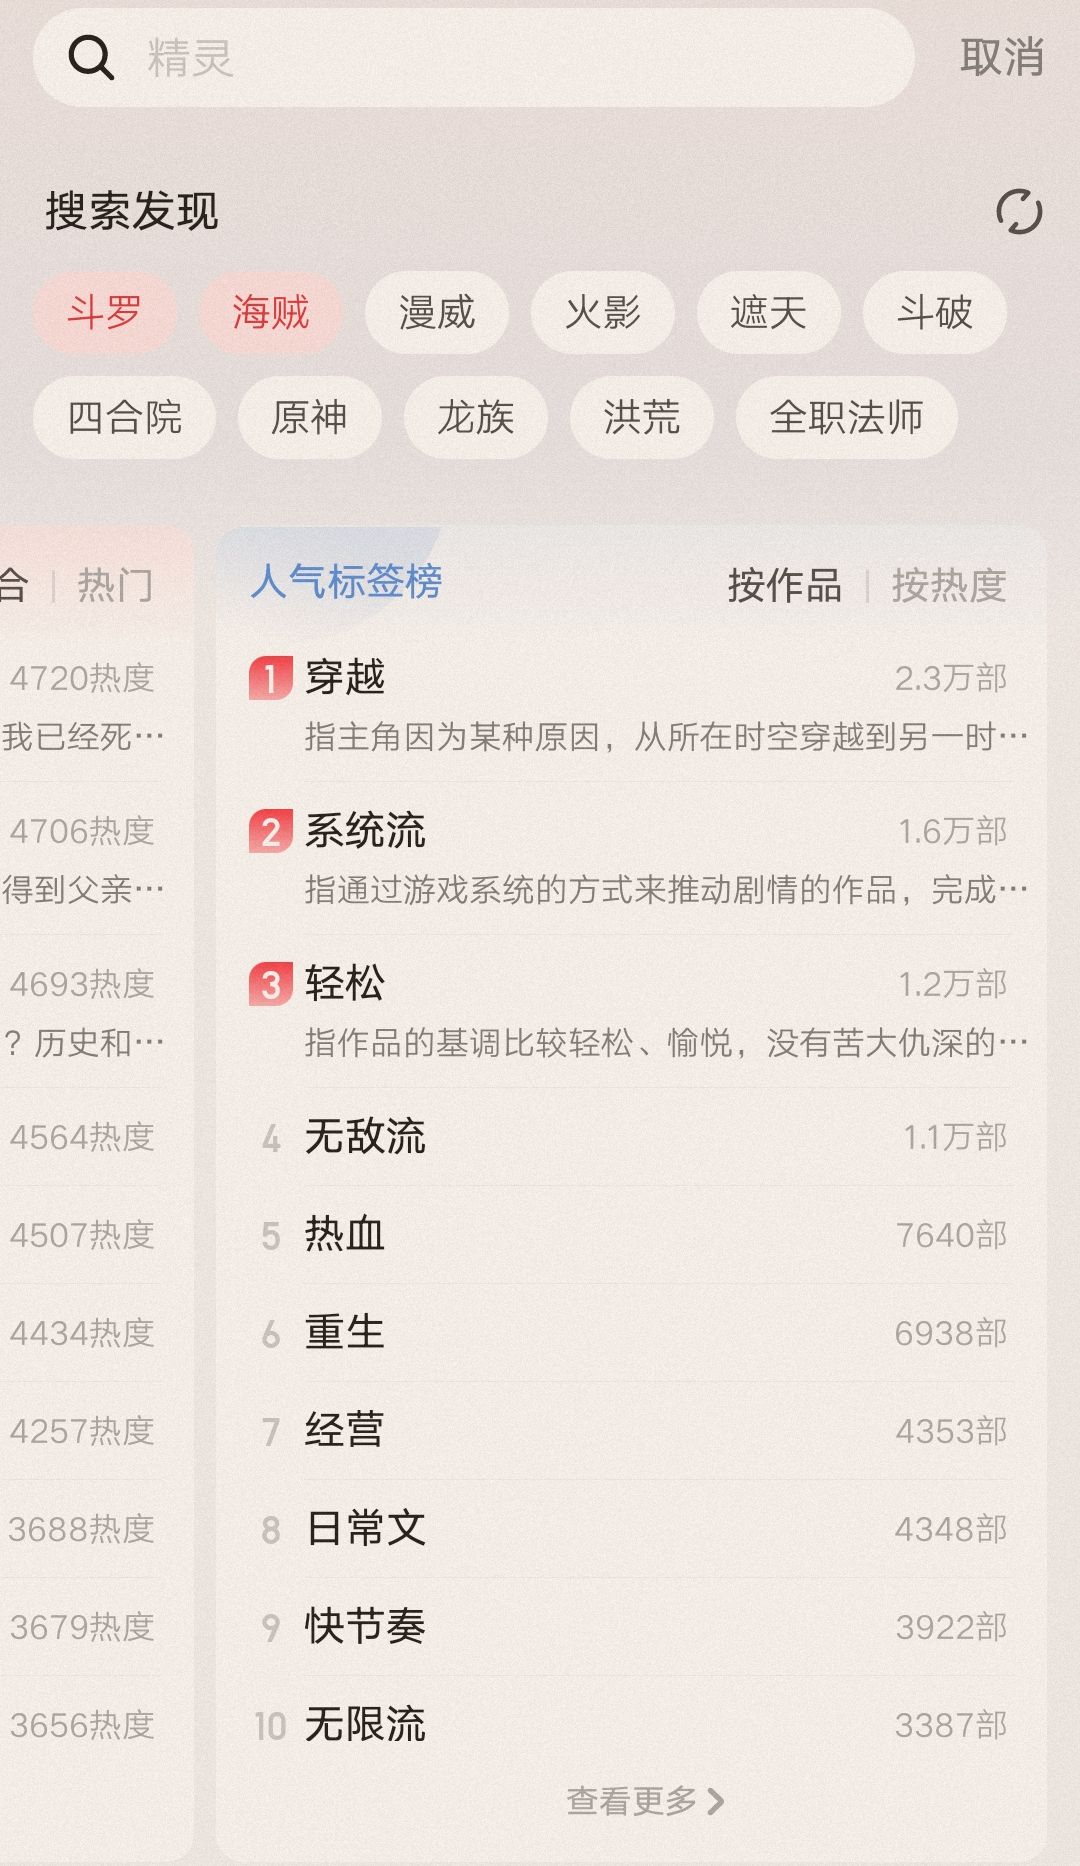 精灵 取消
搜索发现
斗罗 海贼 漫威 火影 遮天 斗破
四合院 原神 龙族 洪荒 全职法师
合 | 热门
4720热度
我已经死…
4706热度
得到父亲…
4693热度
？历史和…
4564热度
4507热度
4434热度
4257热度
3688热度
3679热度
3656热度
人气标签榜 按作品 | 按热度
1 穿越 2.3万部
指主角因为某种原因，从所在时空穿越到另一时…
2 系统流 1.6万部
指通过游戏系统的方式来推动剧情的作品，完成…
3 轻松 1.2万部
指作品的基调比较轻松、愉悦，没有苦大仇深的…
4 无敌流 1.1万部
5 热血 7640部
6 重生 6938部
7 经营 4353部
8 日常文 4348部
9 快节奏 3922部
10 无限流 3387部
查看更多